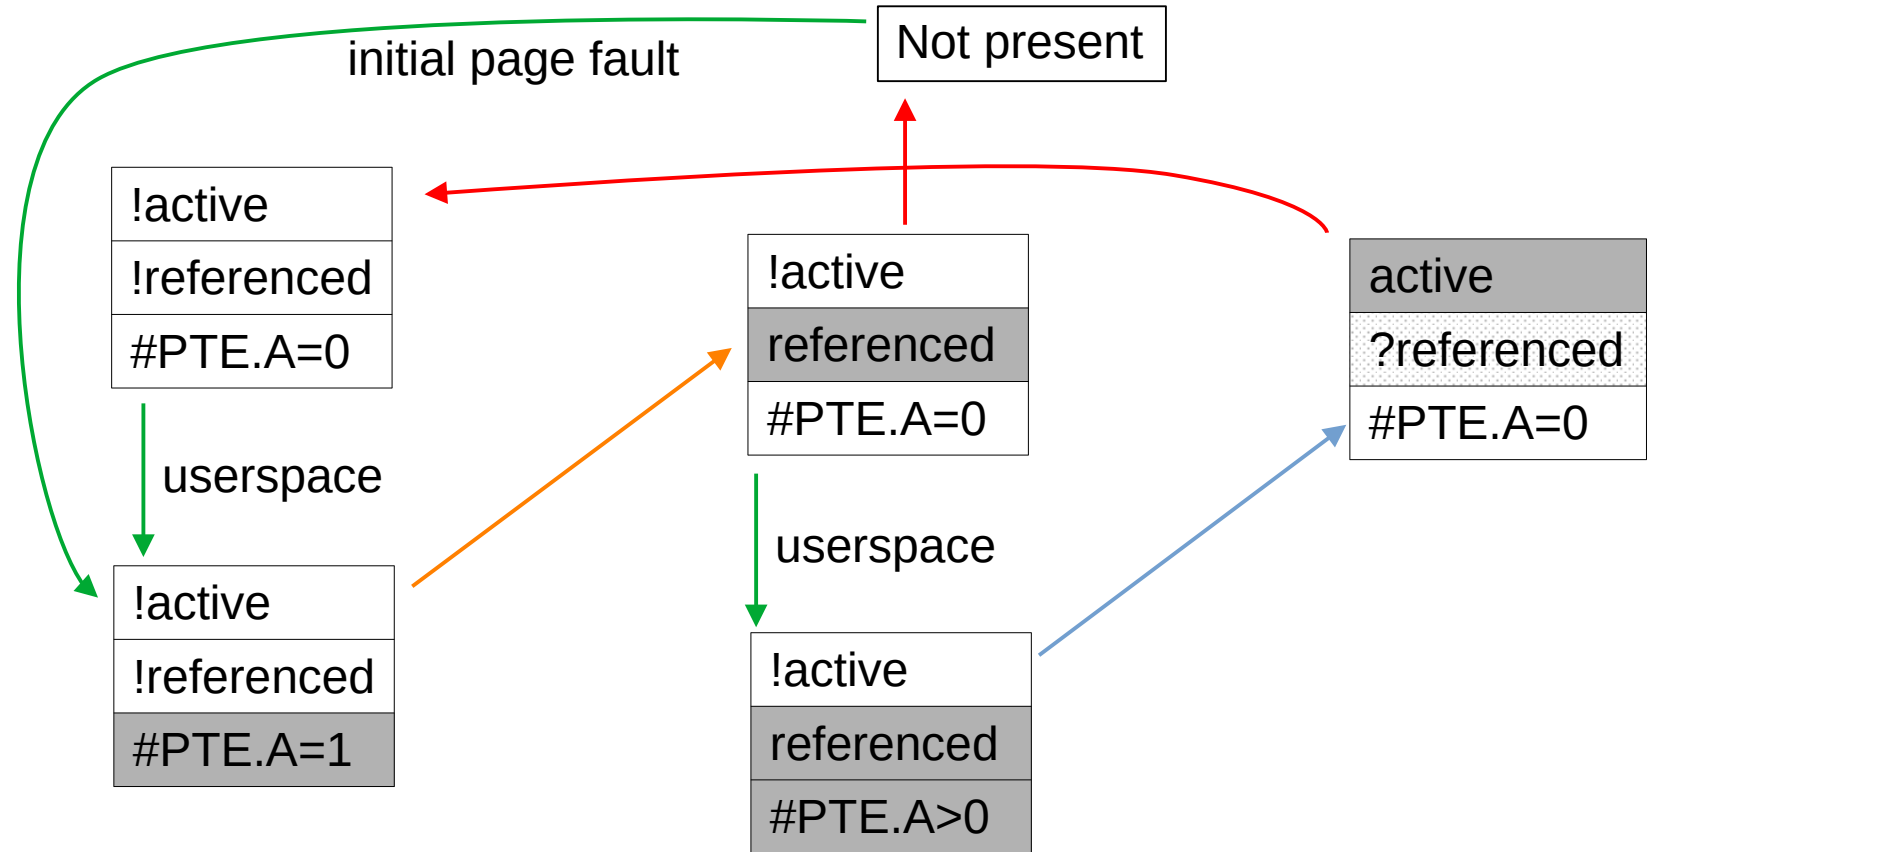 Not present
initial page fault
!active
!referenced
#PTE.A=0
userspace
!active
!referenced
#PTE.A=1
!active
referenced
#PTE.A=0
userspace
!active
referenced
#PTE.A>0
active
?referenced
#PTE.A=0